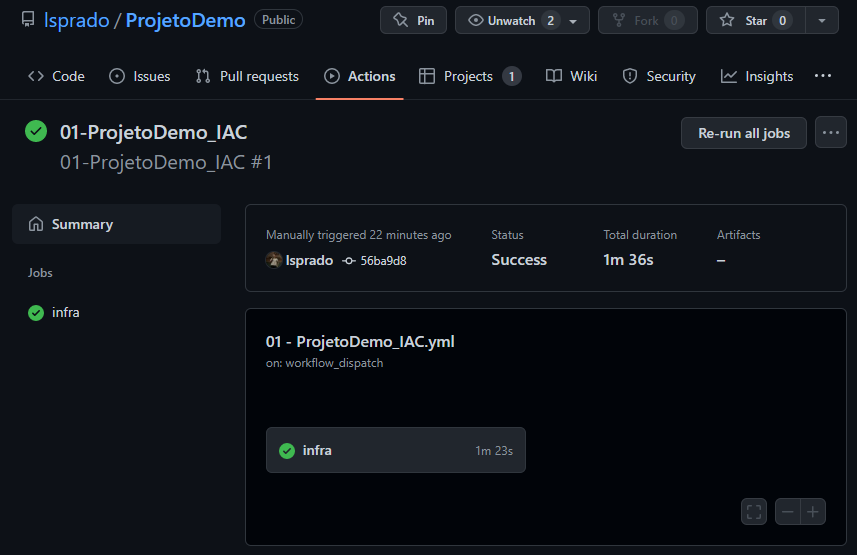 lsprado / ProjetoDemo Public
Pin Unwatch 2 Fork 0 Star 0
Code Issues Pull requests Actions Projects 1 Wiki Security Insights ...
01-ProjetoDemo_IAC
01-ProjetoDemo_IAC #1
Re-run all jobs ...
Summary
Jobs
infra
Manually triggered 22 minutes ago Status Total duration Artifacts
lsprado 56ba9d8 Success 1m 36s –
01 - ProjetoDemo_IAC.yml
on: workflow_dispatch
infra 1m 23s